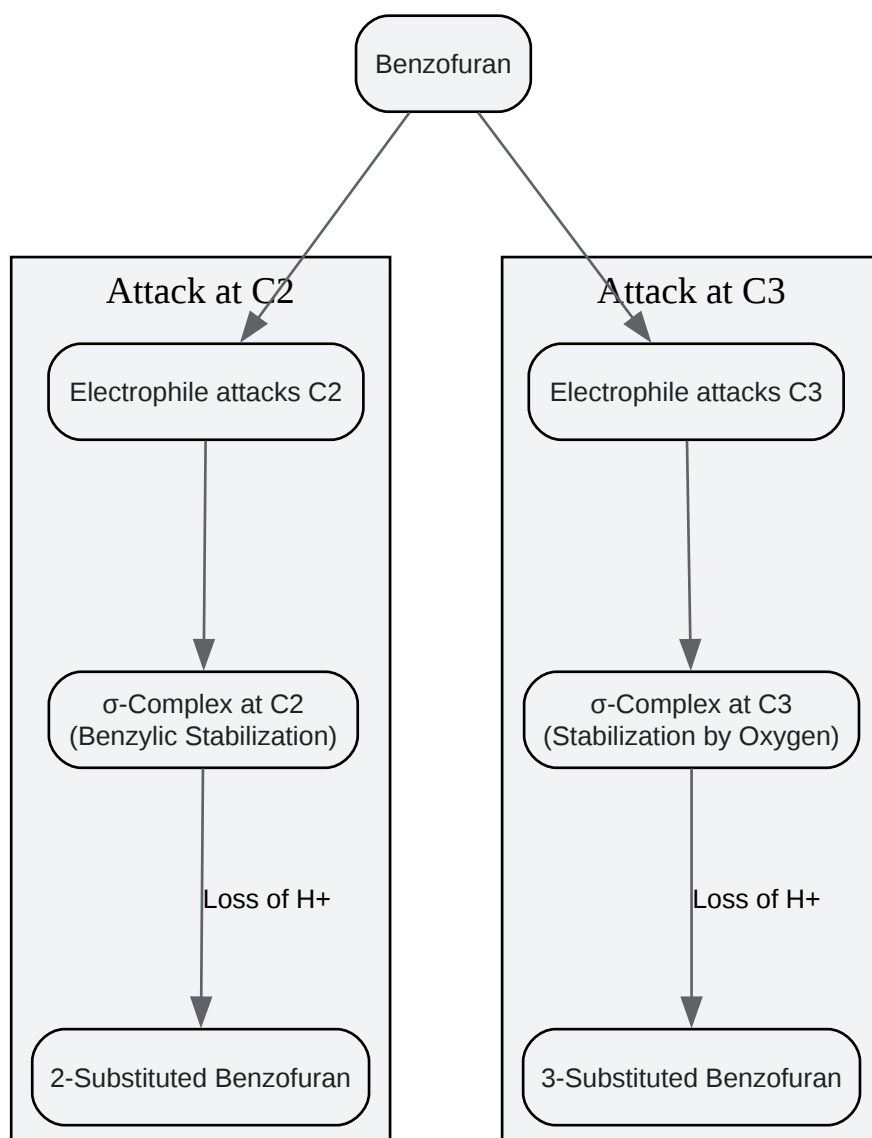 Benzofuran
Attack at C2
Attack at C3
Electrophile attacks C2
Electrophile attacks C3
σ-Complex at C2
(Benzylic Stabilization)
σ-Complex at C3
(Stabilization by Oxygen)
Loss of H+
Loss of H+
2-Substituted Benzofuran
3-Substituted Benzofuran